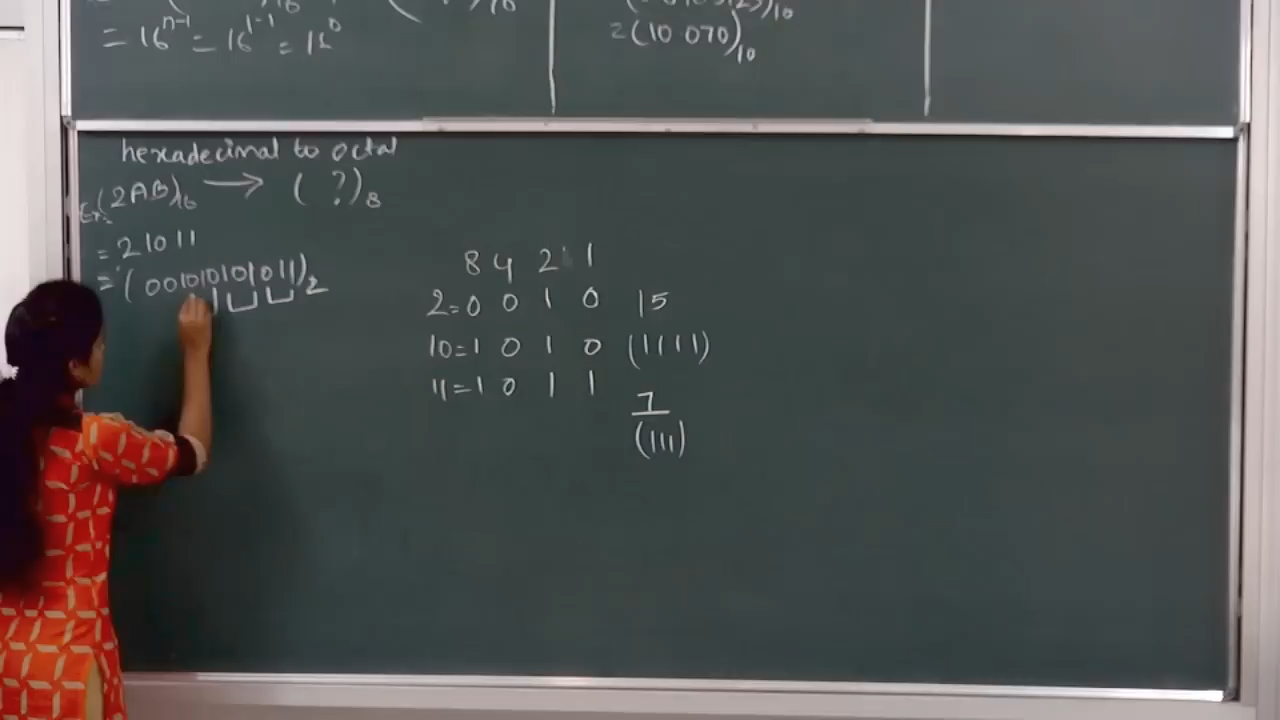 = 16^n-1 = 16^1-1 = 16^0
)10
= (10 070)10
hexadecimal to octal
Ex: (2AB)16 → ( ?)8
= 2 10 11
= (001010101011)2
8 4 2 1
2=0 0 1 0 15
10=1 0 1 0 (1111)
11=1 0 1 1
7
(111)